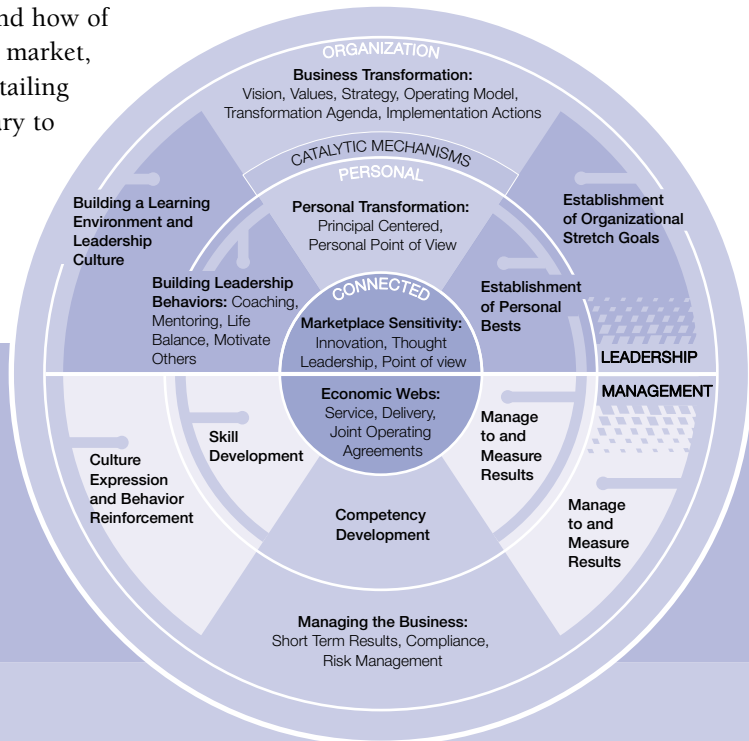 nd how of
market,
tailing
ary to
ORGANIZATION
Business Transformation:
Vision, Values, Strategy, Operating Model,
Transformation Agenda, Implementation Actions
CATALYTIC MECHANISMS
PERSONAL
Personal Transformation:
Principal Centered,
Personal Point of View
Building a Learning
Environment and
Leadership
Culture
Building Leadership
Behaviors: Coaching,
Mentoring, Life
Balance, Motivate
Others
CONNECTED
Marketplace Sensitivity:
Innovation, Thought
Leadership, Point of view
Establishment
of Personal
Bests
Establishment
of Organizational
Stretch Goals
LEADERSHIP
MANAGEMENT
Economic Webs:
Service, Delivery,
Joint Operating
Agreements
Culture
Expression
and Behavior
Reinforcement
Skill
Development
Competency
Development
Manage
to and
Measure
Results
Manage
to and
Measure
Results
Managing the Business:
Short Term Results, Compliance,
Risk Management